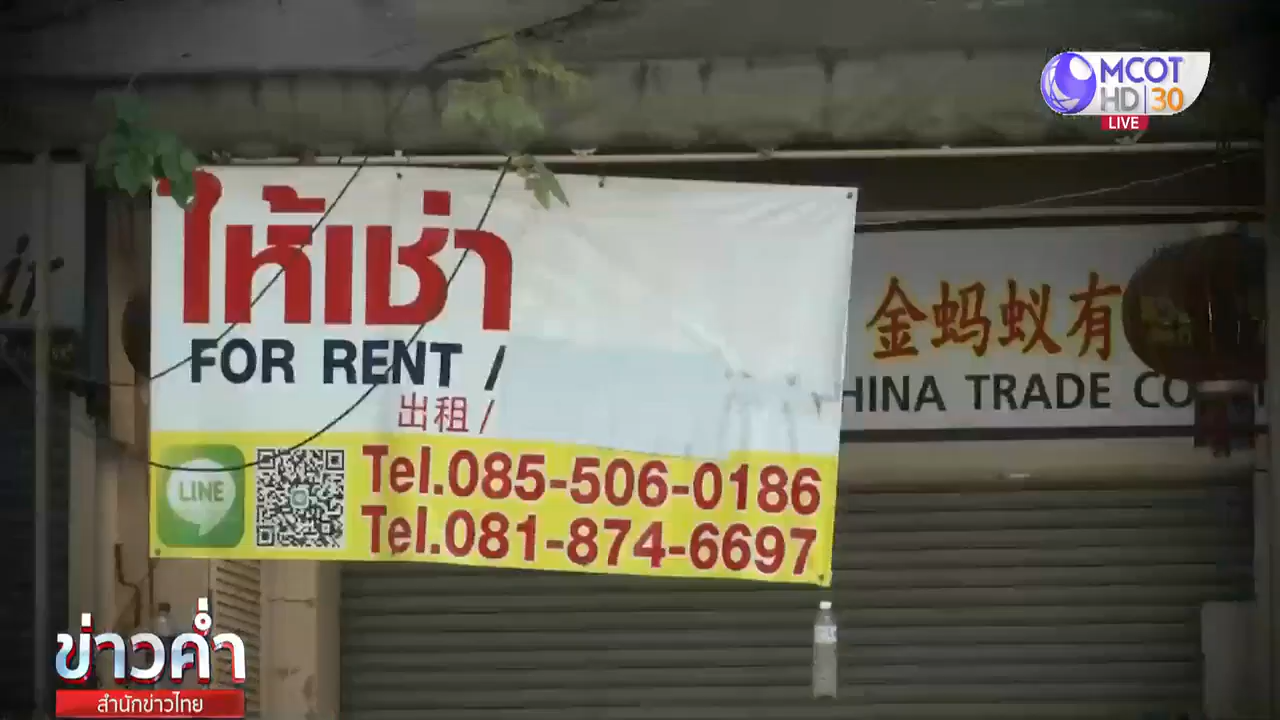 MCOT
HD 30
LIVE
ให้เช่า
FOR RENT /
出租 /
LINE
Tel.085-506-0186
Tel.081-874-6697
金蚂蚁有
HINA TRADE CO
ข่าวค่ำ
สำนักข่าวไทย